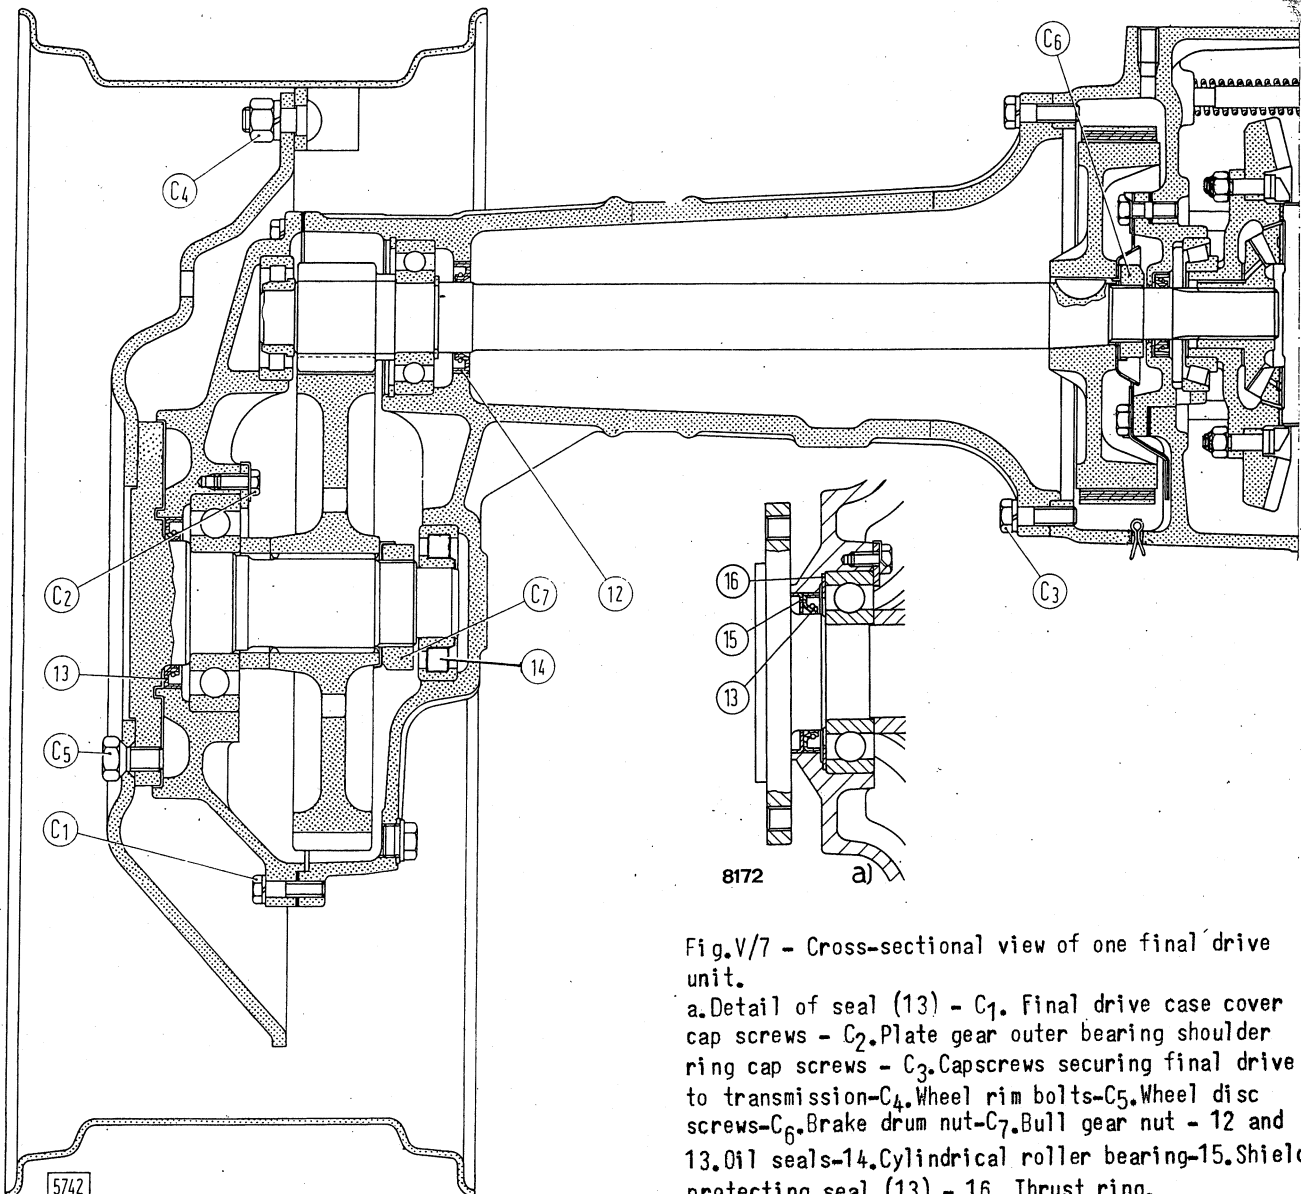 C6
C4
C2
12
C7
14
13
C5
C1
16
15
13
C3
8172 a)
Fig.V/7 - Cross-sectional view of one final drive
unit.
a.Detail of seal (13) - C1. Final drive case cover
cap screws - C2.Plate gear outer bearing shoulder
ring cap screws - C3.Capscrews securing final drive
to transmission-C4.Wheel rim bolts-C5.Wheel disc
screws-C6.Brake drum nut-C7.Bull gear nut - 12 and
13.Oil seals-14.Cylindrical roller bearing-15.Shield
protecting seal (13) - 16. Thrust ring.
5742